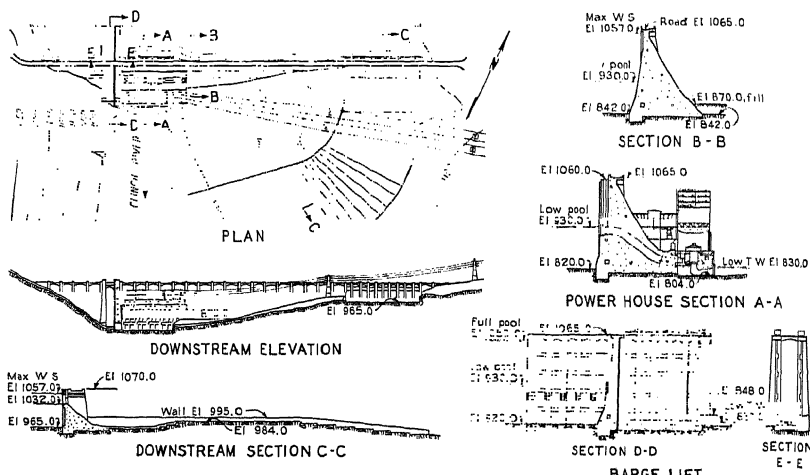 D
A
B
C
E
E
B
C
A
C
PLAN
El 965.0
DOWNSTREAM ELEVATION
Max W S
El 1057.0
El 1070.0
El 1032.0
Wall El 995.0
El 965.0
El 984.0
DOWNSTREAM SECTION C-C
Max W S
El 1057.0
Road El 1065.0
pool
El 930.0
El 870.0, fill
El 842.0
El 842.0
SECTION B-B
El 1060.0
El 1065.0
Low pool
El 930.0
El 820.0
Low T W El 830.0
El 804.0
POWER HOUSE SECTION A-A
Full pool
El 1065.0
Low pool
El 930.0
El 820.0
El 848.0
SECTION D-D
SECTION
E-E
BARGE LIFT